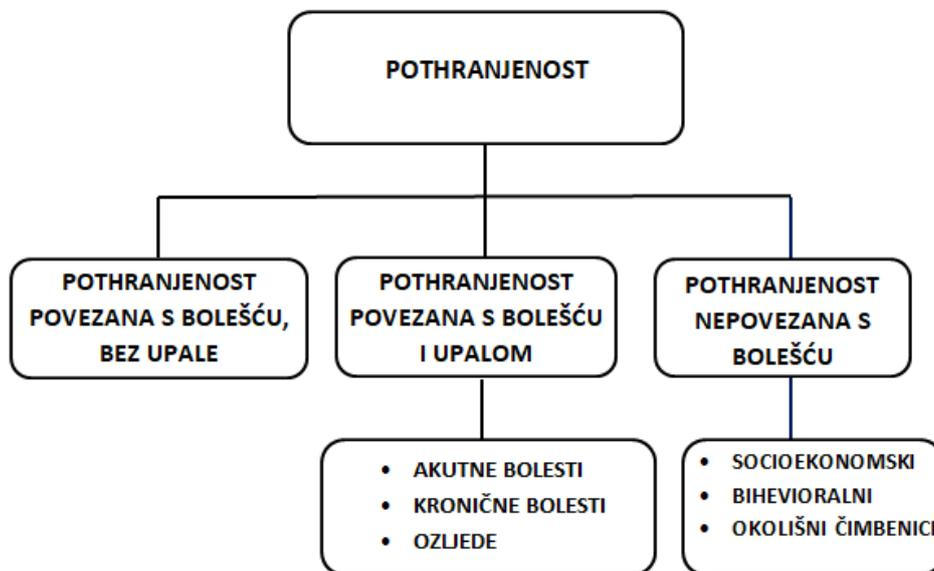 POTHRANJENOST
POTHRANJENOST
POVEZANA S BOLEŠĆU,
BEZ UPALE
POTHRANJENOST
POVEZANA S BOLEŠĆU
I UPALOM
POTHRANJENOST
NEPOVEZANA S
BOLEŠĆU
• AKUTNE BOLESTI
• KRONIČNE BOLESTI
• OZLJEDE
• SOCIOEKONOMSKI
• BIHEVIORALNI
• OKOLIŠNI ČIMBENICI